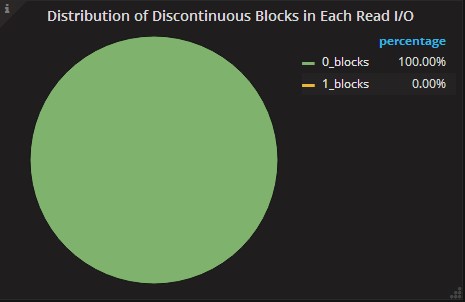 i
Distribution of Discontinuous Blocks in Each Read I/O
percentage
0_blocks 100.00%
1_blocks 0.00%